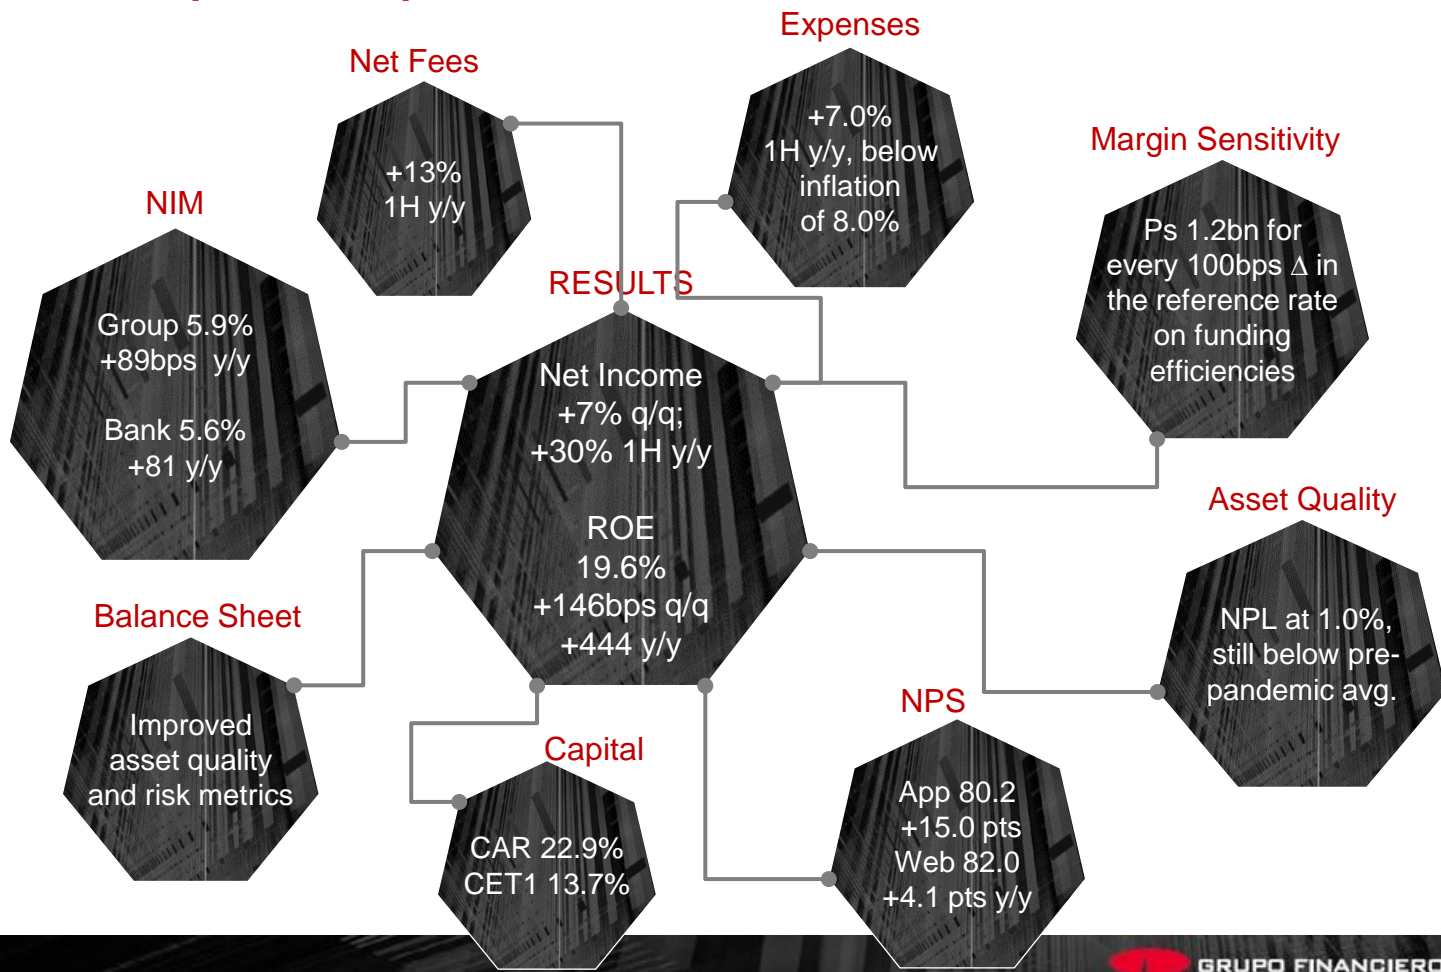 Expenses
+7.0%
1H y/y, below
inflation
of 8.0%
Net Fees
+13%
1H y/y
Margin Sensitivity
Ps 1.2bn for
every 100bps ∆ in
the reference rate
on funding
efficiencies
NIM
Group 5.9%
+89bps y/y
Bank 5.6%
+81 y/y
RESULTS
Net Income
+7% q/q;
+30% 1H y/y
ROE
19.6%
+146bps q/q
+444 y/y
Asset Quality
NPL at 1.0%,
still below pre-
pandemic avg.
Balance Sheet
Improved
asset quality
and risk metrics
Capital
CAR 22.9%
CET1 13.7%
NPS
App 80.2
+15.0 pts
Web 82.0
+4.1 pts y/y
GRUPO FINANCIERO